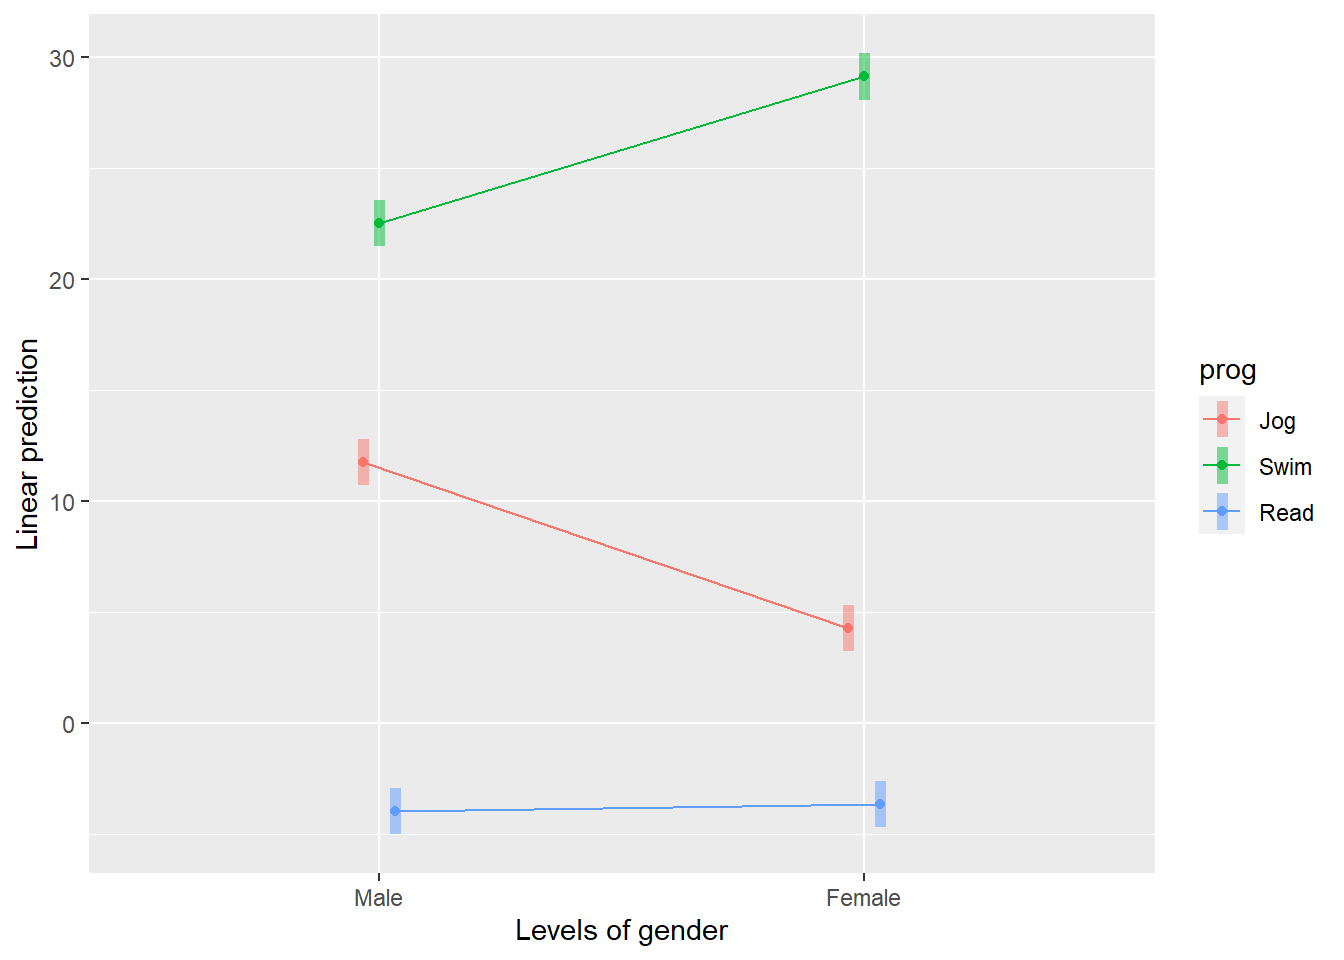 30
20
10
0
Linear prediction
Male
Female
Levels of gender
prog
Jog
Swim
Read